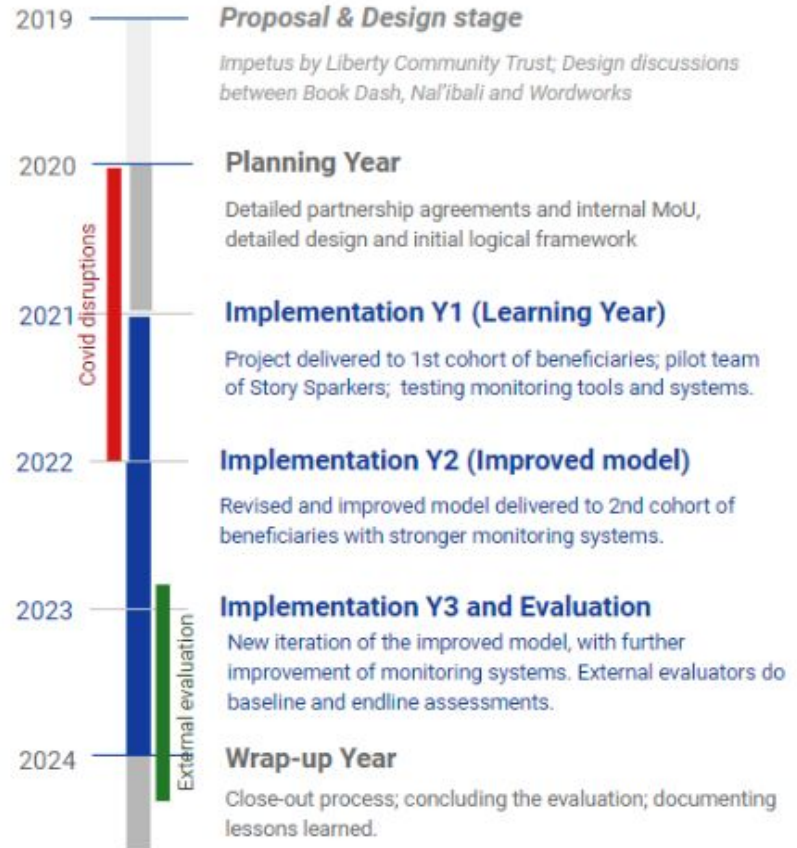 2019
Proposal & Design stage
Impetus by Liberty Community Trust; Design discussions
between Book Dash, Nal'ibali and Wordworks
2020
Planning Year
Detailed partnership agreements and internal MoU,
detailed design and initial logical framework
Covid disruptions
2021
Implementation Y1 (Learning Year)
Project delivered to 1st cohort of beneficiaries; pilot team
of Story Sparkers; testing monitoring tools and systems.
2022
Implementation Y2 (Improved model)
Revised and improved model delivered to 2nd cohort of
beneficiaries with stronger monitoring systems.
2023
Implementation Y3 and Evaluation
New iteration of the improved model, with further
improvement of monitoring systems. External evaluators do
baseline and endline assessments.
External evaluation
2024
Wrap-up Year
Close-out process; concluding the evaluation; documenting
lessons learned.